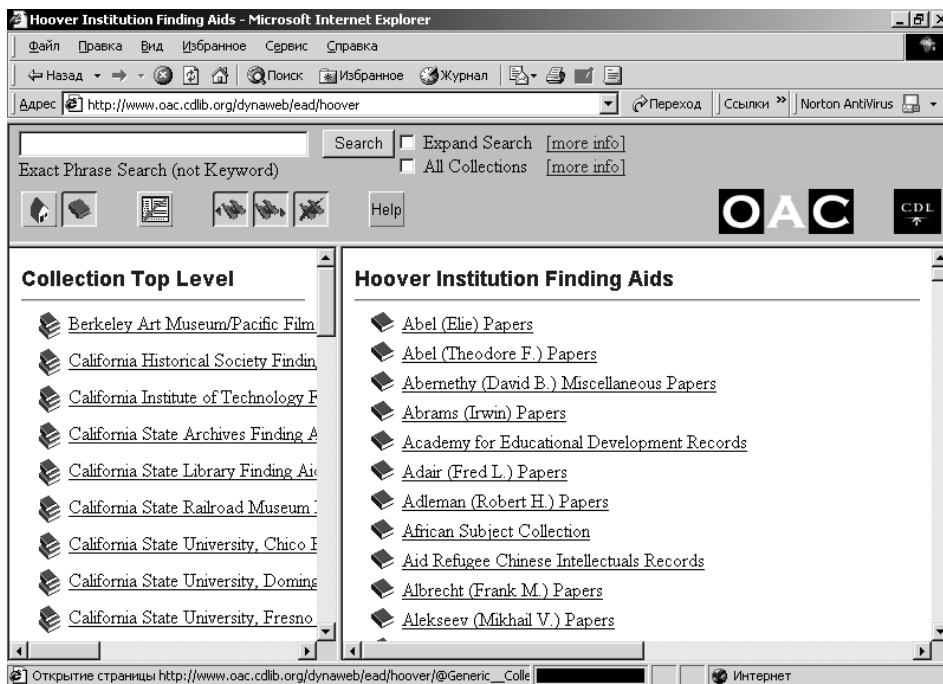 Hoover Institution Finding Aids - Microsoft Internet Explorer
Файл Правка Вид Избранное Сервис Справка
Назад Поиск Избранное Журнал
Адрес http://www.oac.cdlib.org/dynaweb/ead/hoover Переход Ссылки » Norton AntiVirus
Search Expand Search [more info]
Exact Phrase Search (not Keyword) All Collections [more info]
Help OAC CDL
Collection Top Level
Berkeley Art Museum/Pacific Film
California Historical Society Findin
California Institute of Technology F
California State Archives Finding A
California State Library Finding Aid
California State Railroad Museum
California State University, Chico F
California State University, Doming
California State University, Fresno
Hoover Institution Finding Aids
Abel (Elie) Papers
Abel (Theodore F.) Papers
Abernethy (David B.) Miscellaneous Papers
Abrams (Irwin) Papers
Academy for Educational Development Records
Adair (Fred L.) Papers
Adleman (Robert H.) Papers
African Subject Collection
Aid Refugee Chinese Intellectuals Records
Albrecht (Frank M.) Papers
Alekseev (Mikhail V.) Papers
Открытие страницы http://www.oac.cdlib.org/dynaweb/ead/hoover/@Generic__Colle Интернет